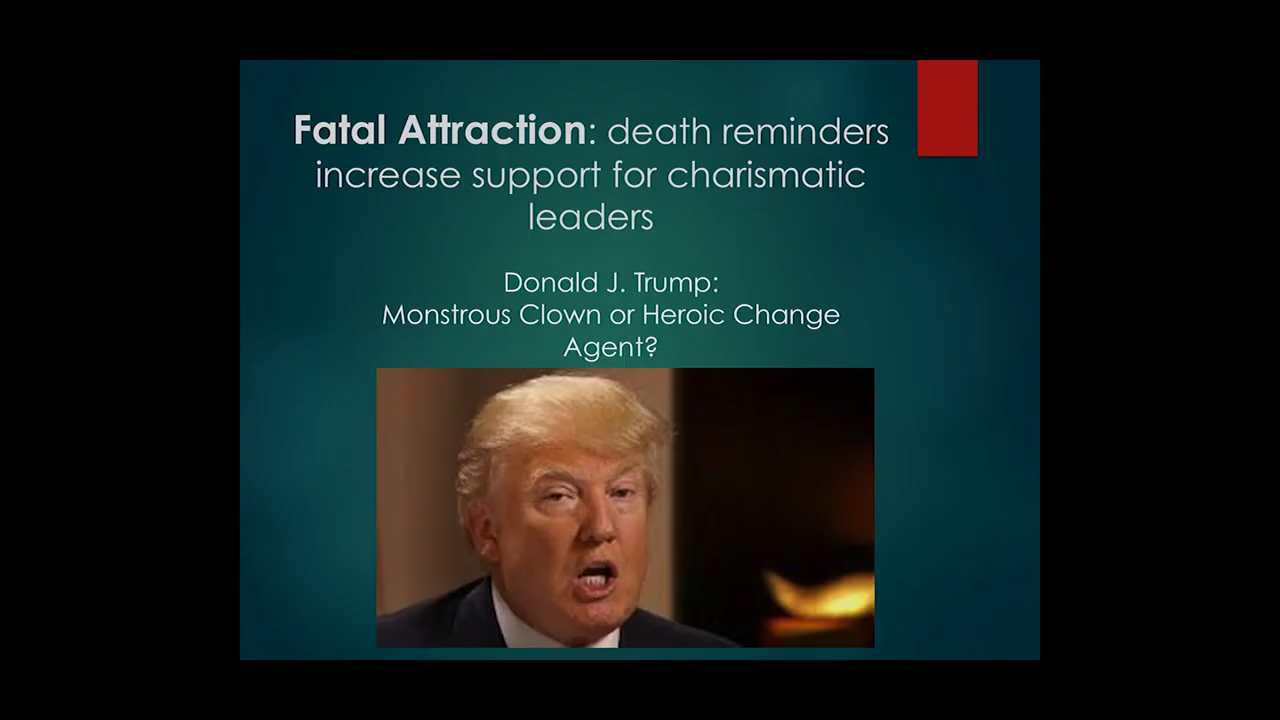 Fatal Attraction: death reminders
increase support for charismatic
leaders
Donald J. Trump:
Monstrous Clown or Heroic Change
Agent?